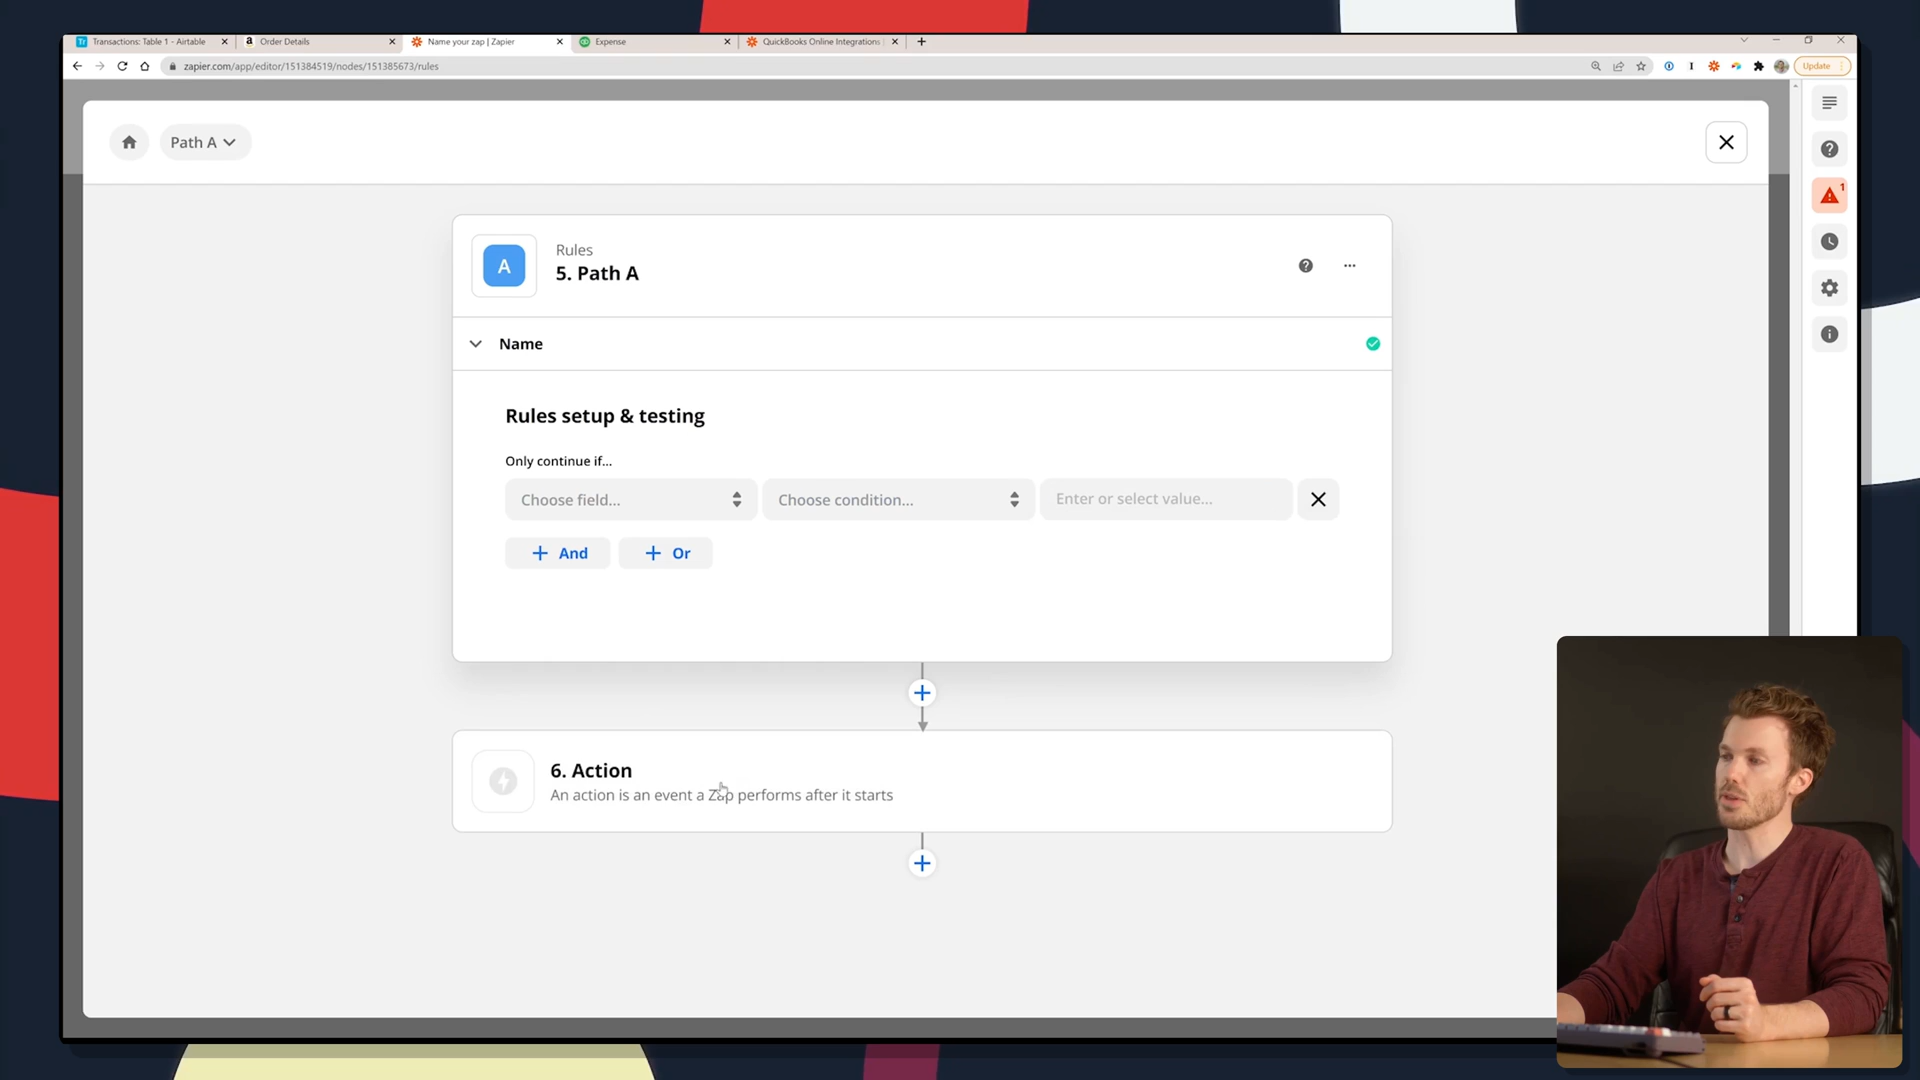 Transactions: Table 1 - Airtable
Order Details
Name your zap | Zapier
Expense
QuickBooks Online Integrations
zapier.com/app/editor/151384519/nodes/151385673/rules
Update
Path A
1
A
Rules
5. Path A
Name
Rules setup & testing
Only continue if...
Choose field...
Choose condition...
Enter or select value...
And
Or
6. Action
An action is an event a Zap performs after it starts